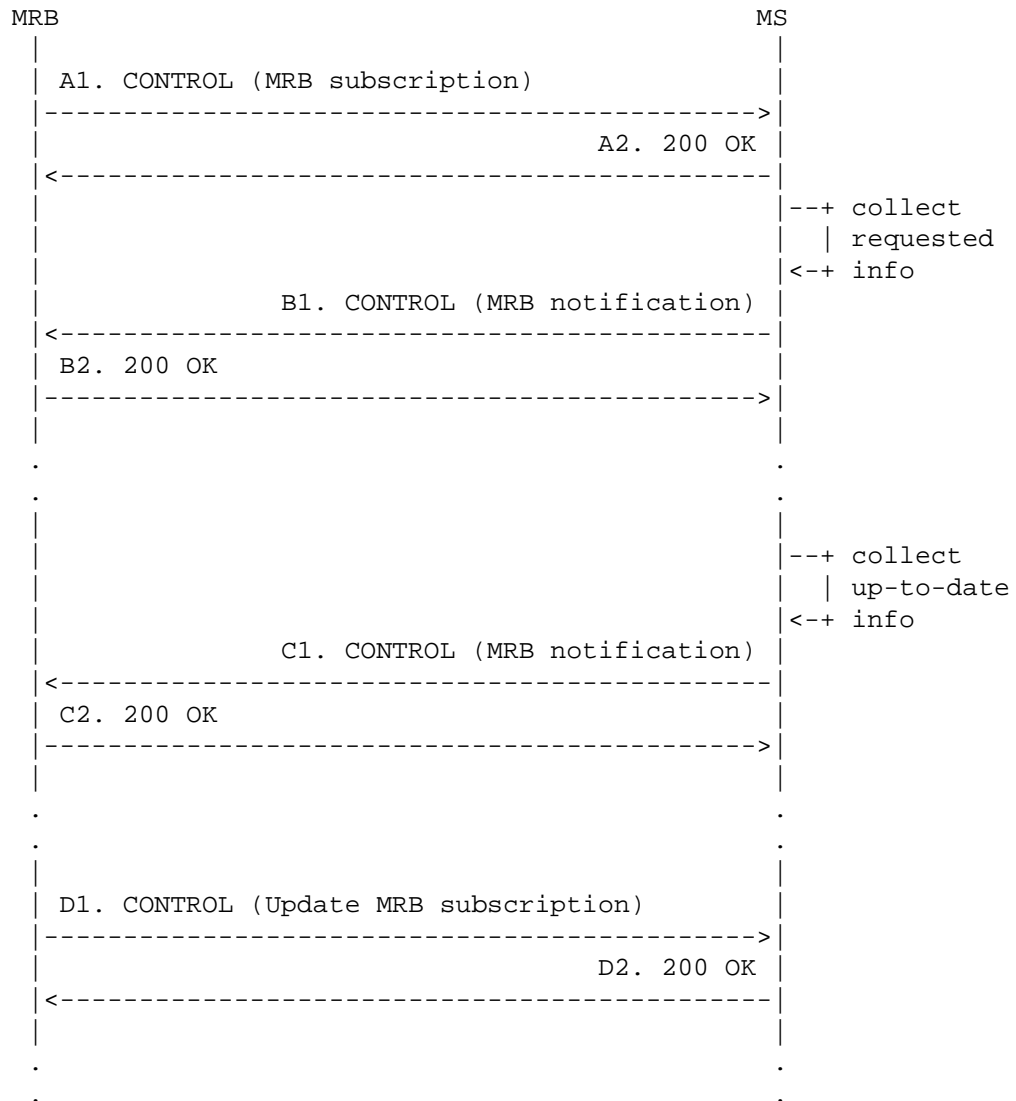 MRB MS
A1. CONTROL (MRB subscription)
A2. 200 OK
collect
requested
info
B1. CONTROL (MRB notification)
B2. 200 OK
collect
up-to-date
info
C1. CONTROL (MRB notification)
C2. 200 OK
D1. CONTROL (Update MRB subscription)
D2. 200 OK